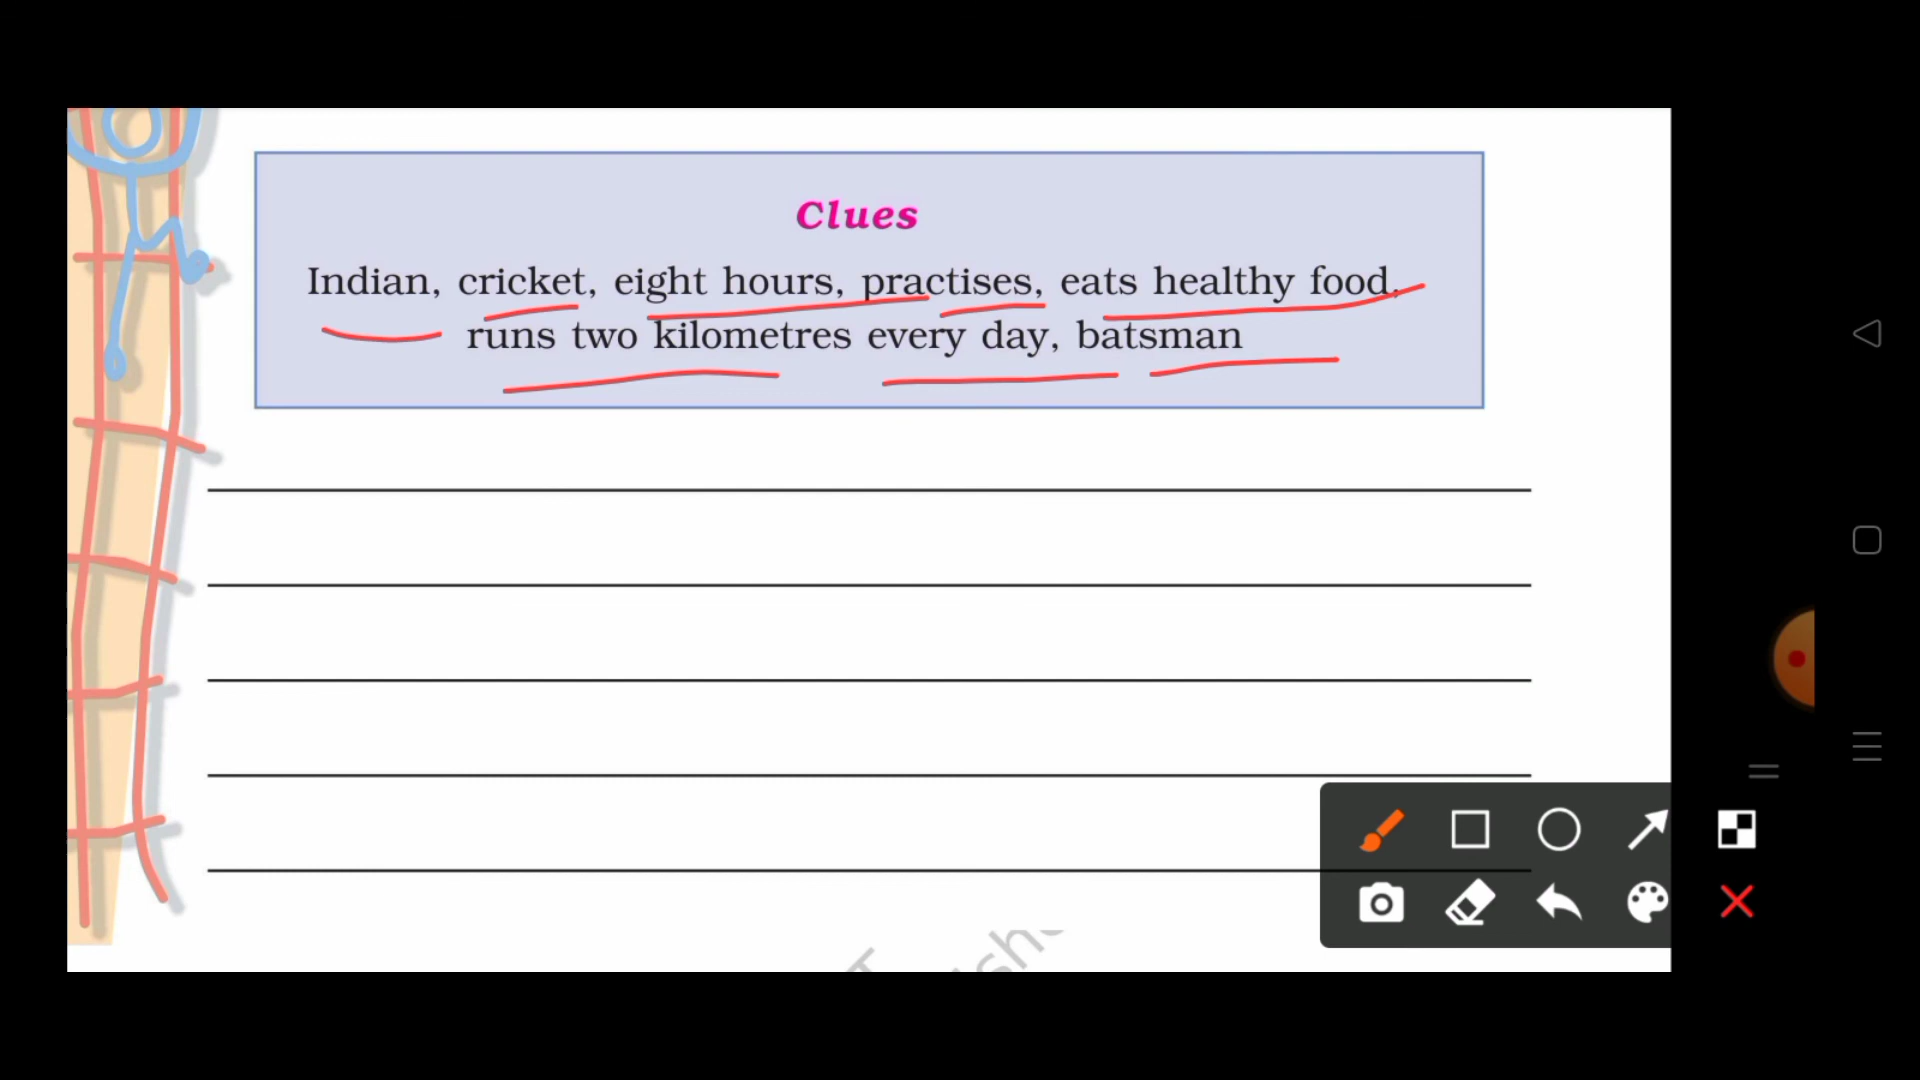 Clues
Indian, cricket, eight hours, practises, eats healthy food,
runs two kilometres every day, batsman